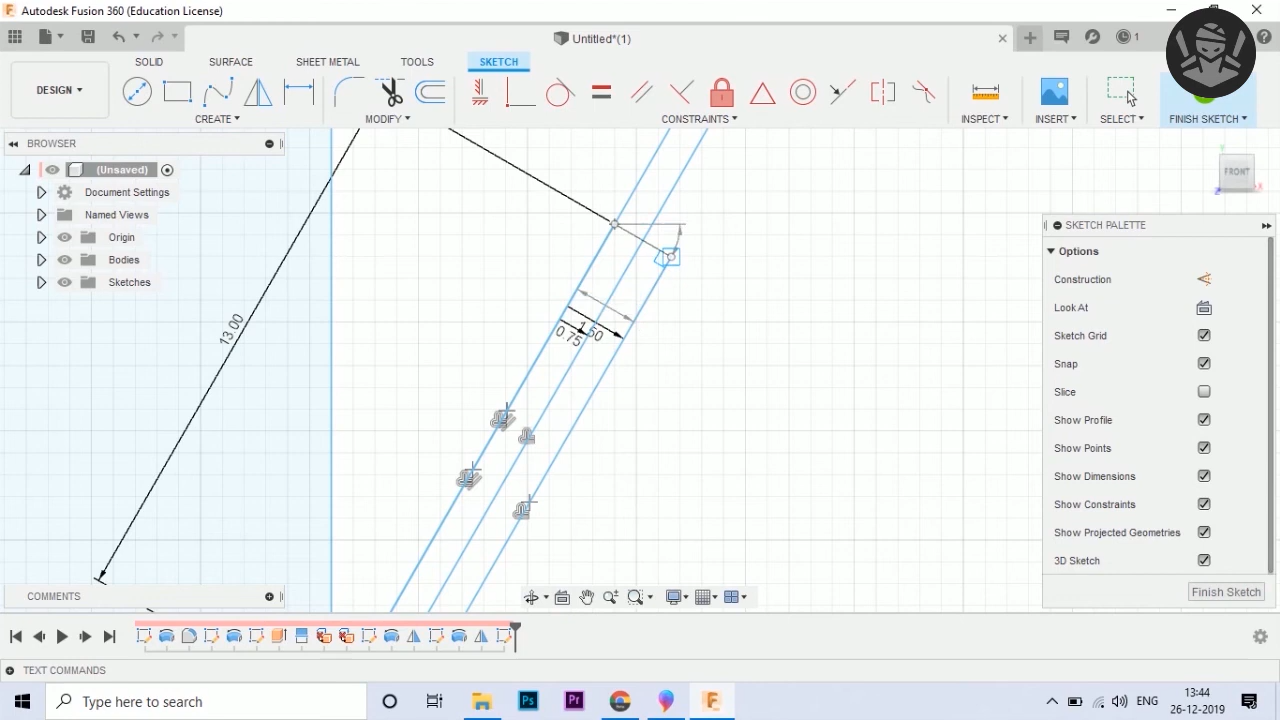 Autodesk Fusion 360 (Education License)
Untitled*(1)
1
SOLID SURFACE SHEET METAL TOOLS SKETCH
DESIGN
CREATE MODIFY CONSTRAINTS INSPECT INSERT SELECT FINISH SKETCH
BROWSER
(Unsaved)
Document Settings
Named Views
Origin
Bodies
Sketches
FRONT
Y
Z
X
13.00
1.50
0.75
SKETCH PALETTE
Options
Construction
Look At
Sketch Grid
Snap
Slice
Show Profile
Show Points
Show Dimensions
Show Constraints
Show Projected Geometries
3D Sketch
Finish Sketch
COMMENTS
TEXT COMMANDS
Type here to search
Ps
Pr
F
ENG
13:44
26-12-2019